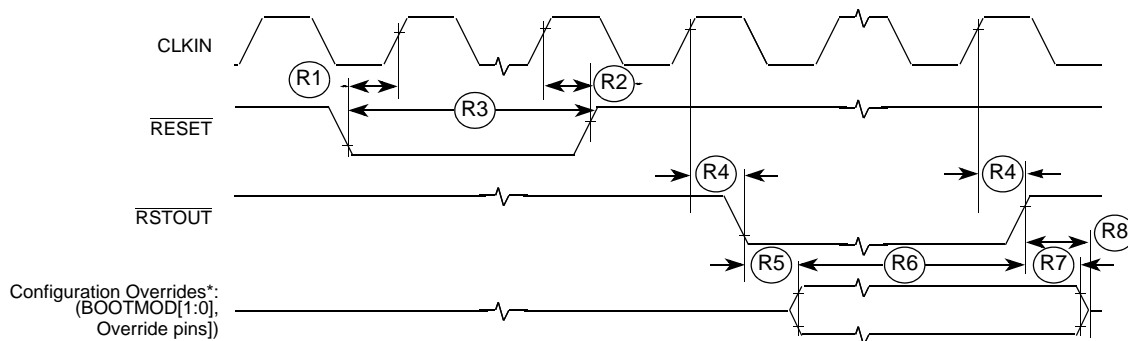 CLKIN
R1
R2
R3
RESET
R4
R4
RSTOUT
R8
R5
R6
R7
Configuration Overrides*:
(BOOTMOD[1:0],
Override pins])